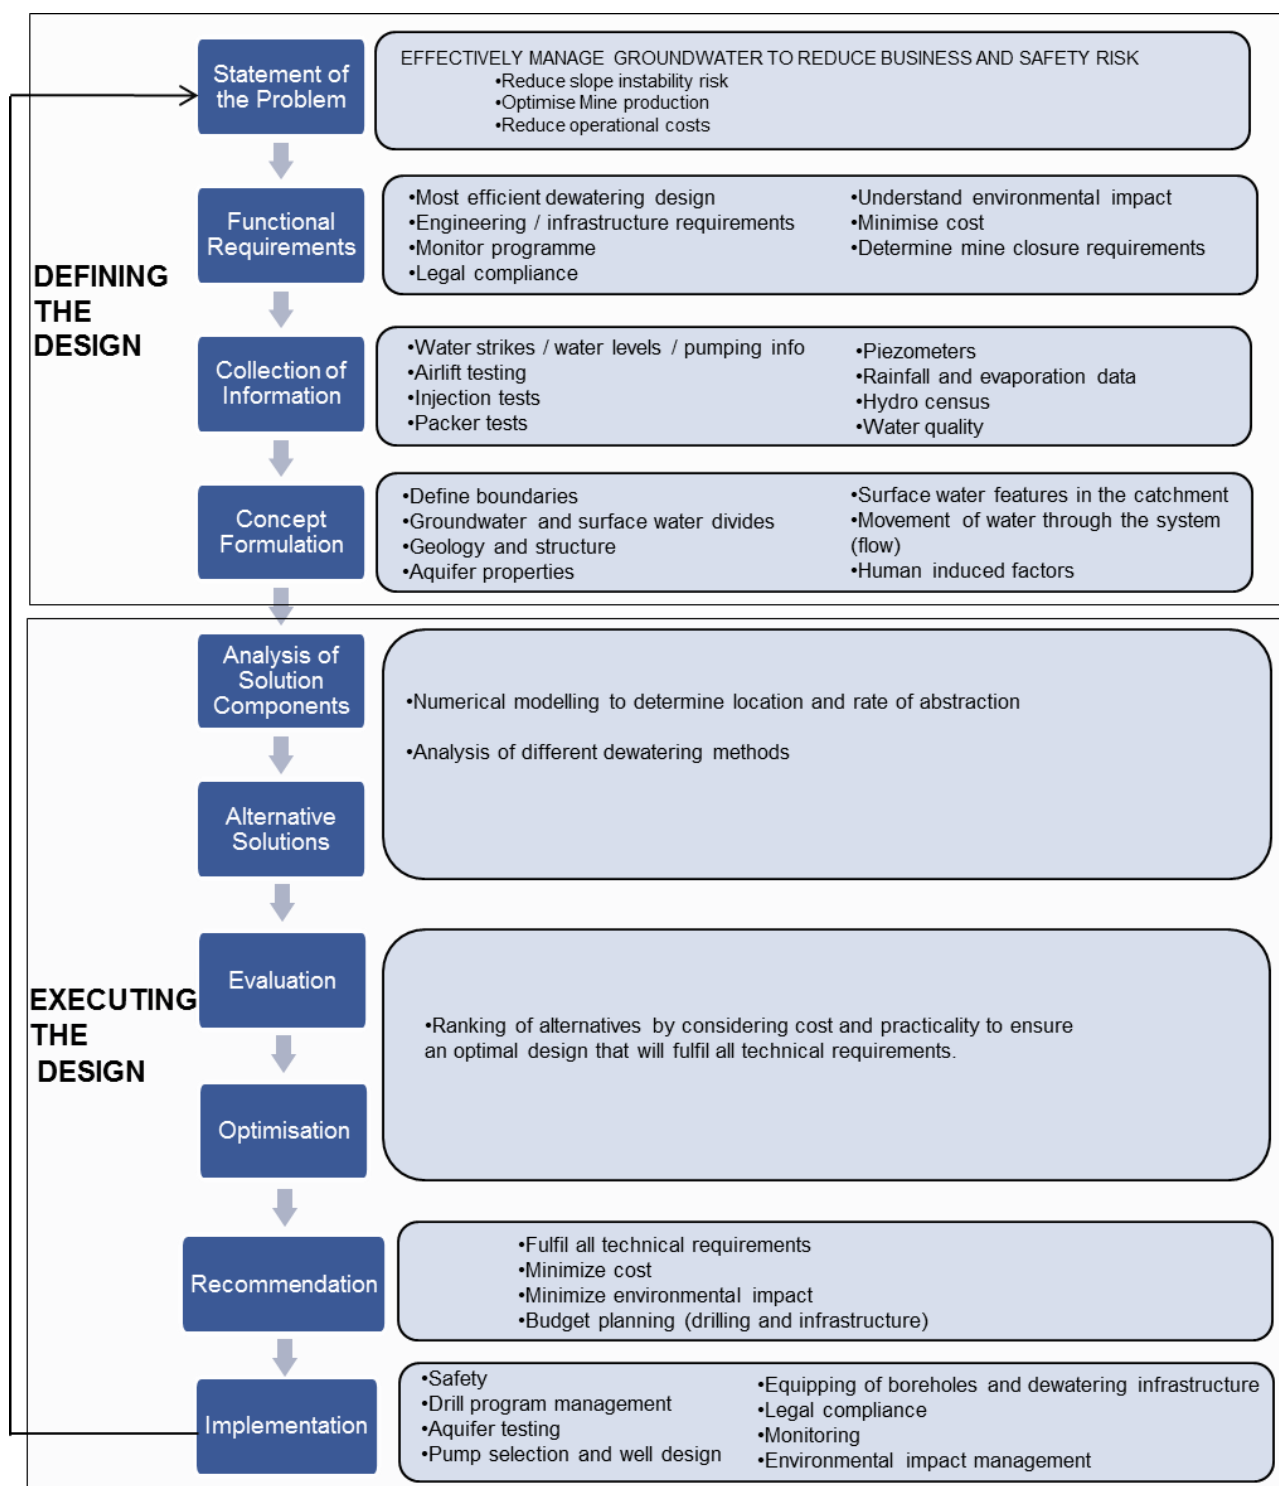 Statement of
the Problem
EFFECTIVELY MANAGE GROUNDWATER TO REDUCE BUSINESS AND SAFETY RISK
•Reduce slope instability risk
•Optimise Mine production
•Reduce operational costs
DEFINING
THE
DESIGN
Functional
Requirements
•Most efficient dewatering design
•Engineering / infrastructure requirements
•Monitor programme
•Legal compliance
•Understand environmental impact
•Minimise cost
•Determine mine closure requirements
Collection of
Information
•Water strikes / water levels / pumping info
•Airlift testing
•Injection tests
•Packer tests
•Piezometers
•Rainfall and evaporation data
•Hydro census
•Water quality
Concept
Formulation
•Define boundaries
•Groundwater and surface water divides
•Geology and structure
•Aquifer properties
•Surface water features in the catchment
•Movement of water through the system
(flow)
•Human induced factors
EXECUTING
THE
DESIGN
Analysis of
Solution
Components
•Numerical modelling to determine location and rate of abstraction
•Analysis of different dewatering methods
Alternative
Solutions
Evaluation
•Ranking of alternatives by considering cost and practicality to ensure
an optimal design that will fulfil all technical requirements.
Optimisation
Recommendation
•Fulfil all technical requirements
•Minimize cost
•Minimize environmental impact
•Budget planning (drilling and infrastructure)
Implementation
•Safety
•Drill program management
•Aquifer testing
•Pump selection and well design
•Equipping of boreholes and dewatering infrastructure
•Legal compliance
•Monitoring
•Environmental impact management